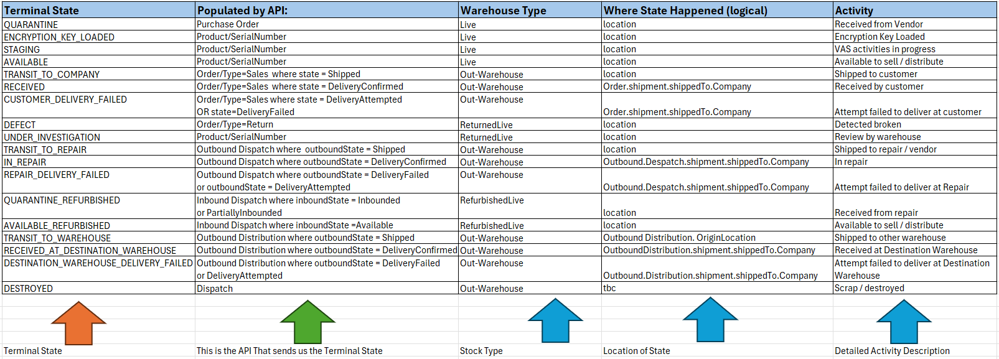 Terminal State Populated by API: Warehouse Type Where State Happened (logical) Activity
QUARANTINE Purchase Order Live location Received from Vendor
ENCRYPTION_KEY_LOADED Product/SerialNumber Live location Encryption Key Loaded
STAGING Product/SerialNumber Live location VAS activities in progress
AVAILABLE Product/SerialNumber Live location Available to sell / distribute
TRANSIT_TO_COMPANY Order/Type=Sales where state = Shipped Out-Warehouse location Shipped to customer
RECEIVED Order/Type=Sales where state = DeliveryConfirmed Out-Warehouse Order.shipment.shippedTo.Company Received by customer
CUSTOMER_DELIVERY_FAILED Order/Type=Sales where state = DeliveryAttempted Out-Warehouse
OR state=DeliveryFailed Order.shipment.shippedTo.Company Attempt failed to deliver at customer
DEFECT Order/Type=Return ReturnedLive location Detected broken
UNDER_INVESTIGATION Product/SerialNumber ReturnedLive location Review by warehouse
TRANSIT_TO_REPAIR Outbound Dispatch where outboundState = Shipped Out-Warehouse location Shipped to repair / vendor
IN_REPAIR Outbound Dispatch where outboundState = DeliveryConfirmed Out-Warehouse Outbound.Despatch.shipment.shippedTo.Company In repair
REPAIR_DELIVERY_FAILED Outbound Dispatch where outboundState = DeliveryFailed Out-Warehouse
or outboundState = DeliveryAttempted Outbound.Despatch.shipment.shippedTo.Company Attempt failed to deliver at Repair
QUARANTINE_REFURBISHED Inbound Dispatch where inboundState = Inbounded RefurbishedLive
or PartiallyInbounded location Received from repair
AVAILABLE_REFURBISHED Inbound Dispatch where inboundState =Available RefurbishedLive location Available to sell / distribute
TRANSIT_TO_WAREHOUSE Outbound Distribution where outboundState = Shipped Out-Warehouse Outbound Distribution. OriginLocation Shipped to other warehouse
RECEIVED_AT_DESTINATION_WAREHOUSE Outbound Distribution where outboundState = DeliveryConfirmed Out-Warehouse OutboundDistribution.shipment.shippedTo.Company Received at Destination Warehouse
DESTINATION_WAREHOUSE_DELIVERY_FAILED Outbound Distribution where outboundState = DeliveryFailed Out-Warehouse Attempt failed to deliver at Destination
or DeliveryAttempted Outbound.Distribution.shipment.shippedTo.Company Warehouse
DESTROYED Dispatch Out-Warehouse tbc Scrap / destroyed
Terminal State This is the API That sends us the Terminal State Stock Type Location of State Detailed Activity Description